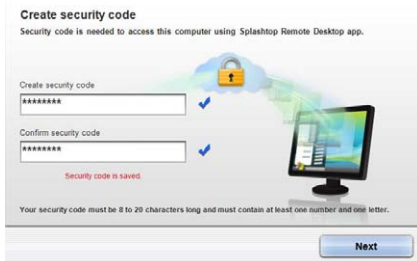 Create security code
Security code is needed to access this computer using Splashtop Remote Desktop app.
Create security code
********
Confirm security code
********
Security code is saved.
Your security code must be 8 to 20 characters long and must contain at least one number and one letter.
Next